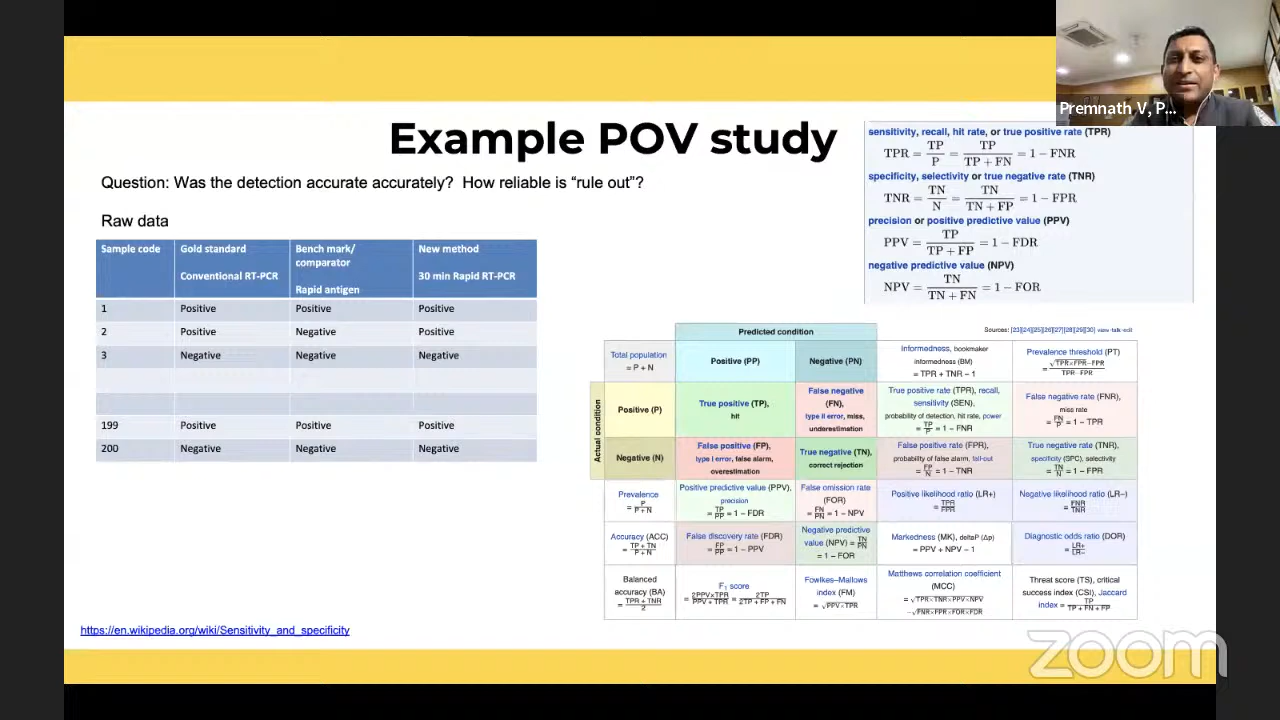 Premnath V, P...
Example POV study
Question: Was the detection accurate accurately? How reliable is “rule out”?
Raw data
Sample code
Gold standard
Conventional RT-PCR
Bench mark/
comparator
Rapid antigen
New method
30 min Rapid RT-PCR
1 Positive Positive Positive
2 Positive Negative Positive
3 Negative Negative Negative
199 Positive Positive Positive
200 Negative Negative Negative
sensitivity, recall, hit rate, or true positive rate (TPR)
TPR = TP/P = TP/(TP + FN) = 1 − FNR
specificity, selectivity or true negative rate (TNR)
TNR = TN/N = TN/(TN + FP) = 1 − FPR
precision or positive predictive value (PPV)
PPV = TP/(TP + FP) = 1 − FDR
negative predictive value (NPV)
NPV = TN/(TN + FN) = 1 − FOR
Predicted condition
Sources: [23][24][25][26][27][28][29][30] view·talk·edit
Total population
= P + N
Positive (PP)
Negative (PN)
Informedness, bookmaker
informedness (BM)
= TPR + TNR − 1
Prevalence threshold (PT)
= (√TPR×FPR − FPR)/(TPR − FPR)
Actual condition
Positive (P)
True positive (TP),
hit
False negative
(FN),
type II error, miss,
underestimation
True positive rate (TPR), recall,
sensitivity (SEN),
probability of detection, hit rate, power
= TP/P = 1 − FNR
False negative rate (FNR),
miss rate
= FN/P = 1 − TPR
Negative (N)
False positive (FP),
type I error, false alarm,
overestimation
True negative (TN),
correct rejection
False positive rate (FPR),
probability of false alarm, fall-out
= FP/N = 1 − TNR
True negative rate (TNR),
specificity (SPC), selectivity
= TN/N = 1 − FPR
Prevalence
= P/(P + N)
Positive predictive value (PPV),
precision
= TP/PP = 1 − FDR
False omission rate
(FOR)
= FN/PN = 1 − NPV
Positive likelihood ratio (LR+)
= TPR/FPR
Negative likelihood ratio (LR−)
= FNR/TNR
Accuracy (ACC)
= (TP + TN)/(P + N)
False discovery rate (FDR)
= FP/PP = 1 − PPV
Negative predictive
value (NPV) = TN/PN
= 1 − FOR
Markedness (MK), deltaP (Δp)
= PPV + NPV − 1
Diagnostic odds ratio (DOR)
= LR+/LR−
Balanced
accuracy (BA)
= (TPR + TNR)/2
F₁ score
= 2PPV×TPR/(PPV + TPR) = 2TP/(2TP + FP + FN)
Fowlkes–Mallows
index (FM)
= √PPV×TPR
Matthews correlation coefficient
(MCC)
= √TPR×TNR×PPV×NPV
−√FNR×FPR×FOR×FDR
Threat score (TS), critical
success index (CSI), Jaccard
index = TP/(TP + FN + FP)
https://en.wikipedia.org/wiki/Sensitivity_and_specificity
zoom